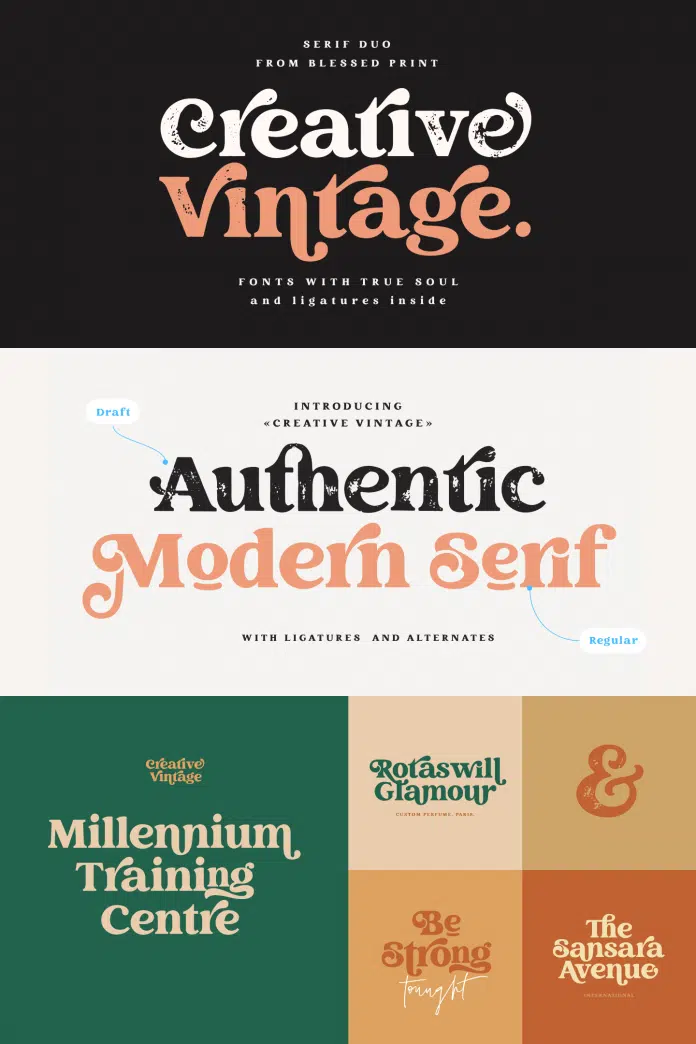 SERIF DUO
FROM BLESSED PRINT
Creative
Vintage.
FONTS WITH TRUE SOUL
and ligatures inside
Draft
INTRODUCING
«CREATIVE VINTAGE»
Authentic
Modern Serif
WITH LIGATURES AND ALTERNATES
Regular
Creative
Vintage
Millennium
Training
Centre
Rotaswill
Glamour
CUSTOM PERFUME. PARIS.
&
Be
Strong
tought
The
Sansara
Avenue